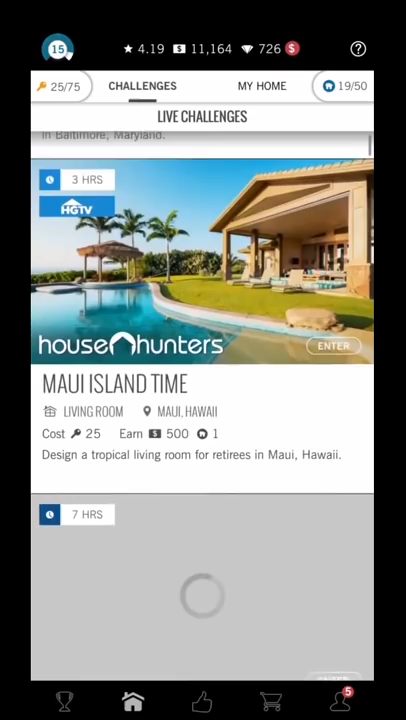 15
4.19
11,164
726
$
?
25/75
CHALLENGES
MY HOME
19/50
LIVE CHALLENGES
in Baltimore, Maryland.
3 HRS
HGTV
house hunters
ENTER
MAUI ISLAND TIME
LIVING ROOM
MAUI, HAWAII
Cost 25 Earn 500 1
Design a tropical living room for retirees in Maui, Hawaii.
7 HRS
5